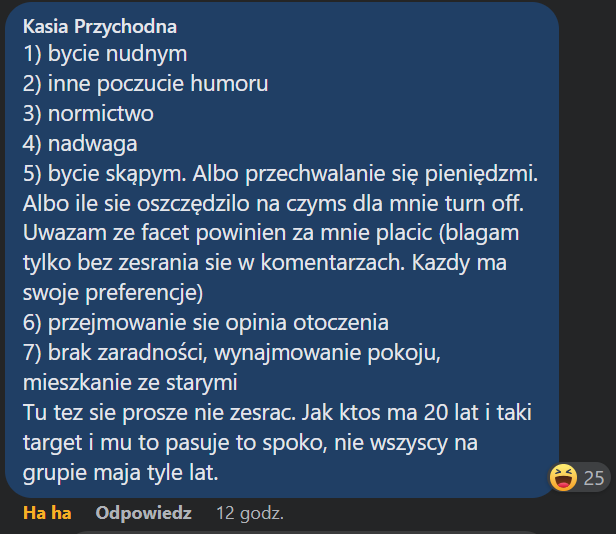 Kasia Przychodna
1) bycie nudnym
2) inne poczucie humoru
3) normictwo
4) nadwaga
5) bycie skąpym. Albo przechwalanie się pieniędzmi.
Albo ile sie oszczędzilo na czyms dla mnie turn off.
Uwazam ze facet powinien za mnie placic (blagam
tylko bez zesrania sie w komentarzach. Kazdy ma
swoje preferencje)
6) przejmowanie sie opinia otoczenia
7) brak zaradności, wynajmowanie pokoju,
mieszkanie ze starymi
Tu tez sie prosze nie zesrac. Jak ktos ma 20 lat i taki
target i mu to pasuje to spoko, nie wszyscy na
grupie maja tyle lat.
25
Ha ha Odpowiedz 12 godz.